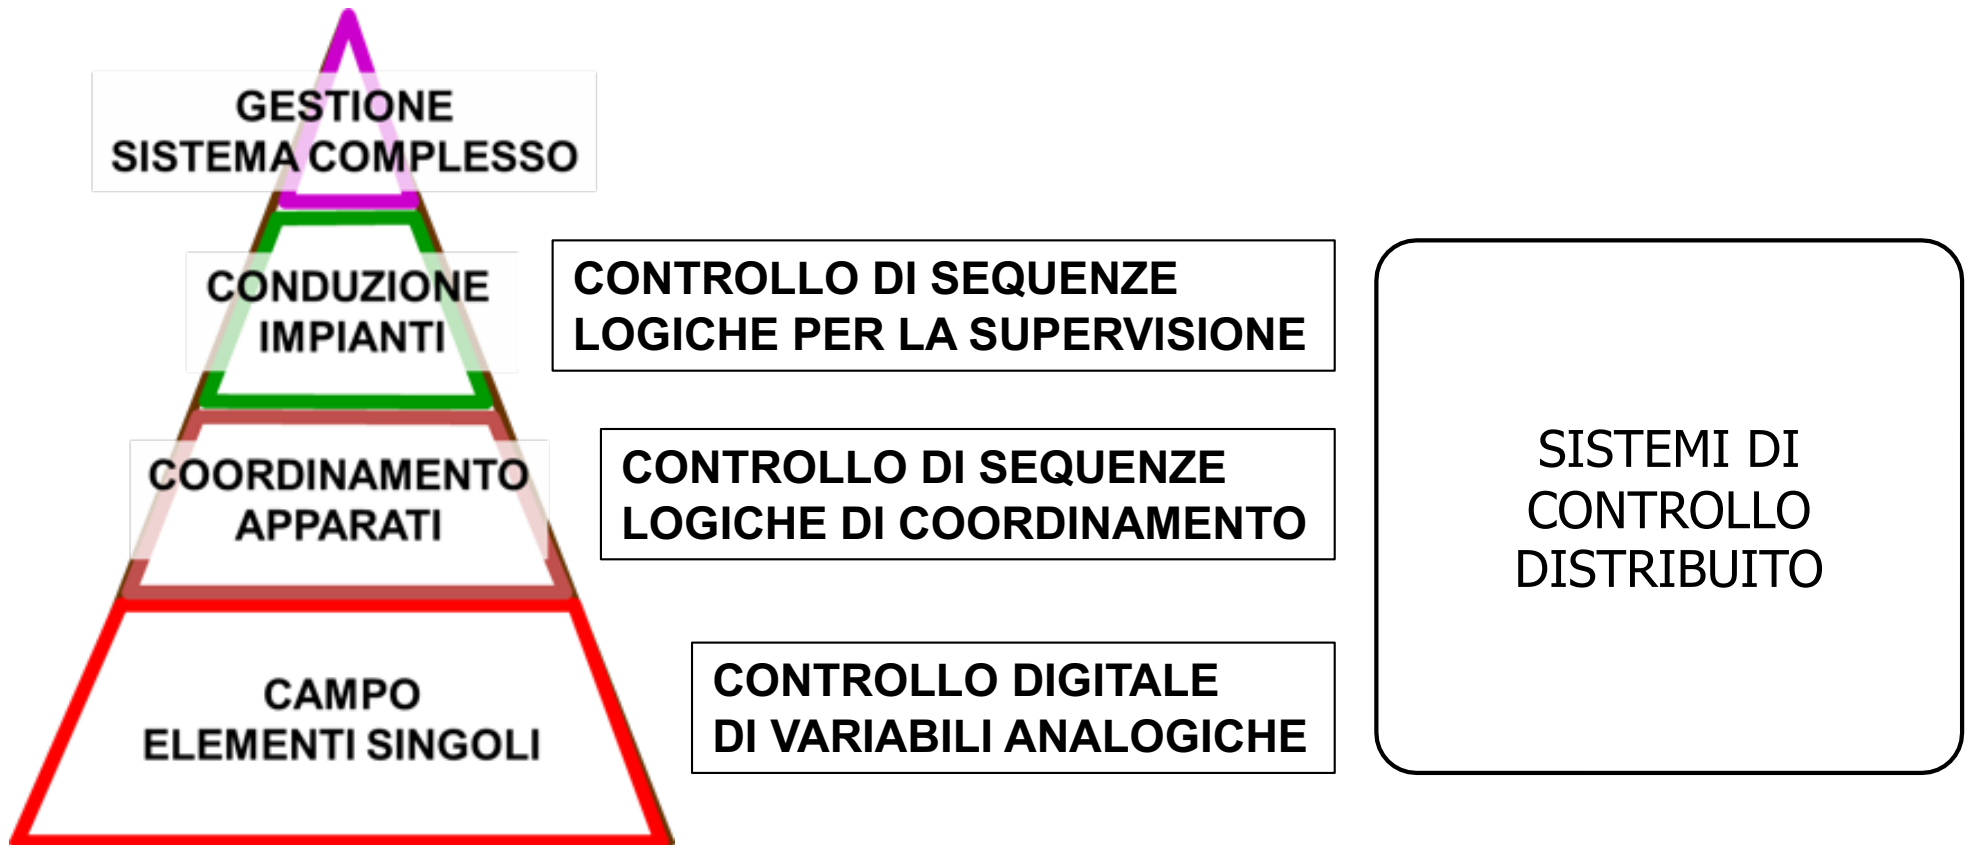 GESTIONE
SISTEMA COMPLESSO
CONDUZIONE
IMPIANTI
CONTROLLO DI SEQUENZE
LOGICHE PER LA SUPERVISIONE
COORDINAMENTO
APPARATI
CONTROLLO DI SEQUENZE
LOGICHE DI COORDINAMENTO
CAMPO
ELEMENTI SINGOLI
CONTROLLO DIGITALE
DI VARIABILI ANALOGICHE
SISTEMI DI
CONTROLLO
DISTRIBUITO